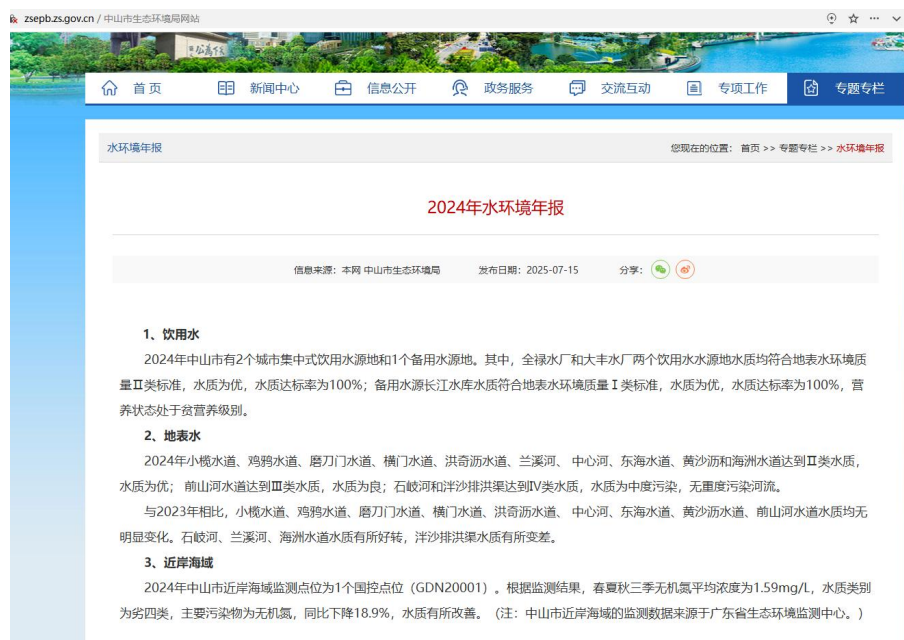 zsepb.zs.gov.cn / 中山市生态环境局网站
首页 新闻中心 信息公开 政务服务 交流互动 专项工作 专题专栏
水环境年报 您现在的位置: 首页 >> 专题专栏 >> 水环境年报
2024年水环境年报
信息来源: 本网 中山市生态环境局 发布日期: 2025-07-15 分享:
1、饮用水
2024年中山市有2个城市集中式饮用水源地和1个备用水源地。其中，全禄水厂和大丰水厂两个饮用水水源地水质均符合地表水环境质
量Ⅱ类标准，水质为优，水质达标率为100%；备用水源长江水库水质符合地表水环境质量Ⅰ类标准，水质为优，水质达标率为100%，营
养状态处于贫营养级别。
2、地表水
2024年小榄水道、鸡鸦水道、磨刀门水道、横门水道、洪奇沥水道、兰溪河、 中心河、东海水道、黄沙沥和海洲水道达到Ⅱ类水质，
水质为优； 前山河水道达到Ⅲ类水质，水质为良；石岐河和泮沙排洪渠达到Ⅳ类水质，水质为中度污染，无重度污染河流。
与2023年相比，小榄水道、鸡鸦水道、磨刀门水道、横门水道、洪奇沥水道、 中心河、东海水道、黄沙沥水道、前山河水道水质均无
明显变化。石岐河、兰溪河、海洲水道水质有所好转，泮沙排洪渠水质有所变差。
3、近岸海域
2024年中山市近岸海域监测点位为1个国控点位（GDN20001）。根据监测结果，春夏秋三季无机氮平均浓度为1.59mg/L，水质类别
为劣四类，主要污染物为无机氮，同比下降18.9%，水质有所改善。（注：中山市近岸海域的监测数据来源于广东省生态环境监测中心。）